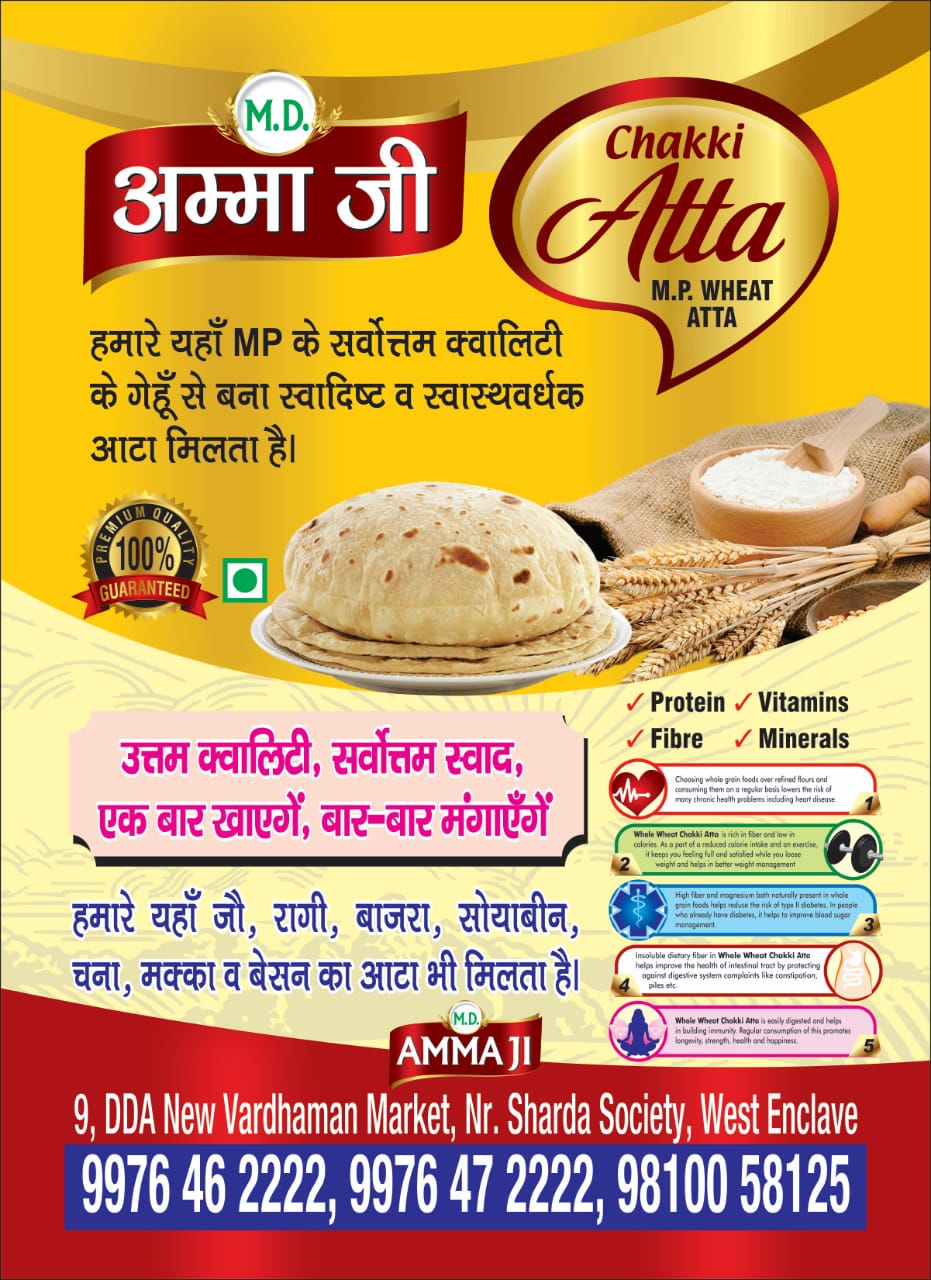 M.D.
अम्मा जी
Chakki
Atta
M.P. WHEAT
ATTA
हमारे यहाँ MP के सर्वोत्तम क्वालिटी
के गेहूँ से बना स्वादिष्ट व स्वास्थवर्धक
आटा मिलता है।
PREMIUM QUALITY
100%
GUARANTEED
✓ Protein ✓ Vitamins
✓ Fibre ✓ Minerals
उत्तम क्वालिटी, सर्वोत्तम स्वाद,
एक बार खाएगें, बार-बार मंगाएँगें
Choosing whole grain foods over refined flours and
consuming them on a regular basis lowers the risk of
many chronic health problems including heart disease.
1
Whole Wheat Chakki Atta is rich in fiber and low in
calories. As a part of a reduced calorie intake and an exercise,
it keeps you feeling full and satisfied while you loose
weight and helps in better weight management
2
High fiber and magnesium both naturally present in whole
grain foods helps reduce the risk of type II diabetes. In people
who already have diabetes, it helps to improve blood sugar
management.
3
Insoluble dietary fiber in Whole Wheat Chakki Atta
helps improve the health of intestinal tract by protecting
against digestive system complaints like constipation,
piles etc.
4
Whole Wheat Chakki Atta is easily digested and helps
in building immunity. Regular consumption of this promotes
longevity, strength, health and happiness.
5
हमारे यहाँ जौ, रागी, बाजरा, सोयाबीन,
चना, मक्का व बेसन का आटा भी मिलता है।
M.D.
AMMA JI
9, DDA New Vardhaman Market, Nr. Sharda Society, West Enclave
9976 46 2222, 9976 47 2222, 98100 58125